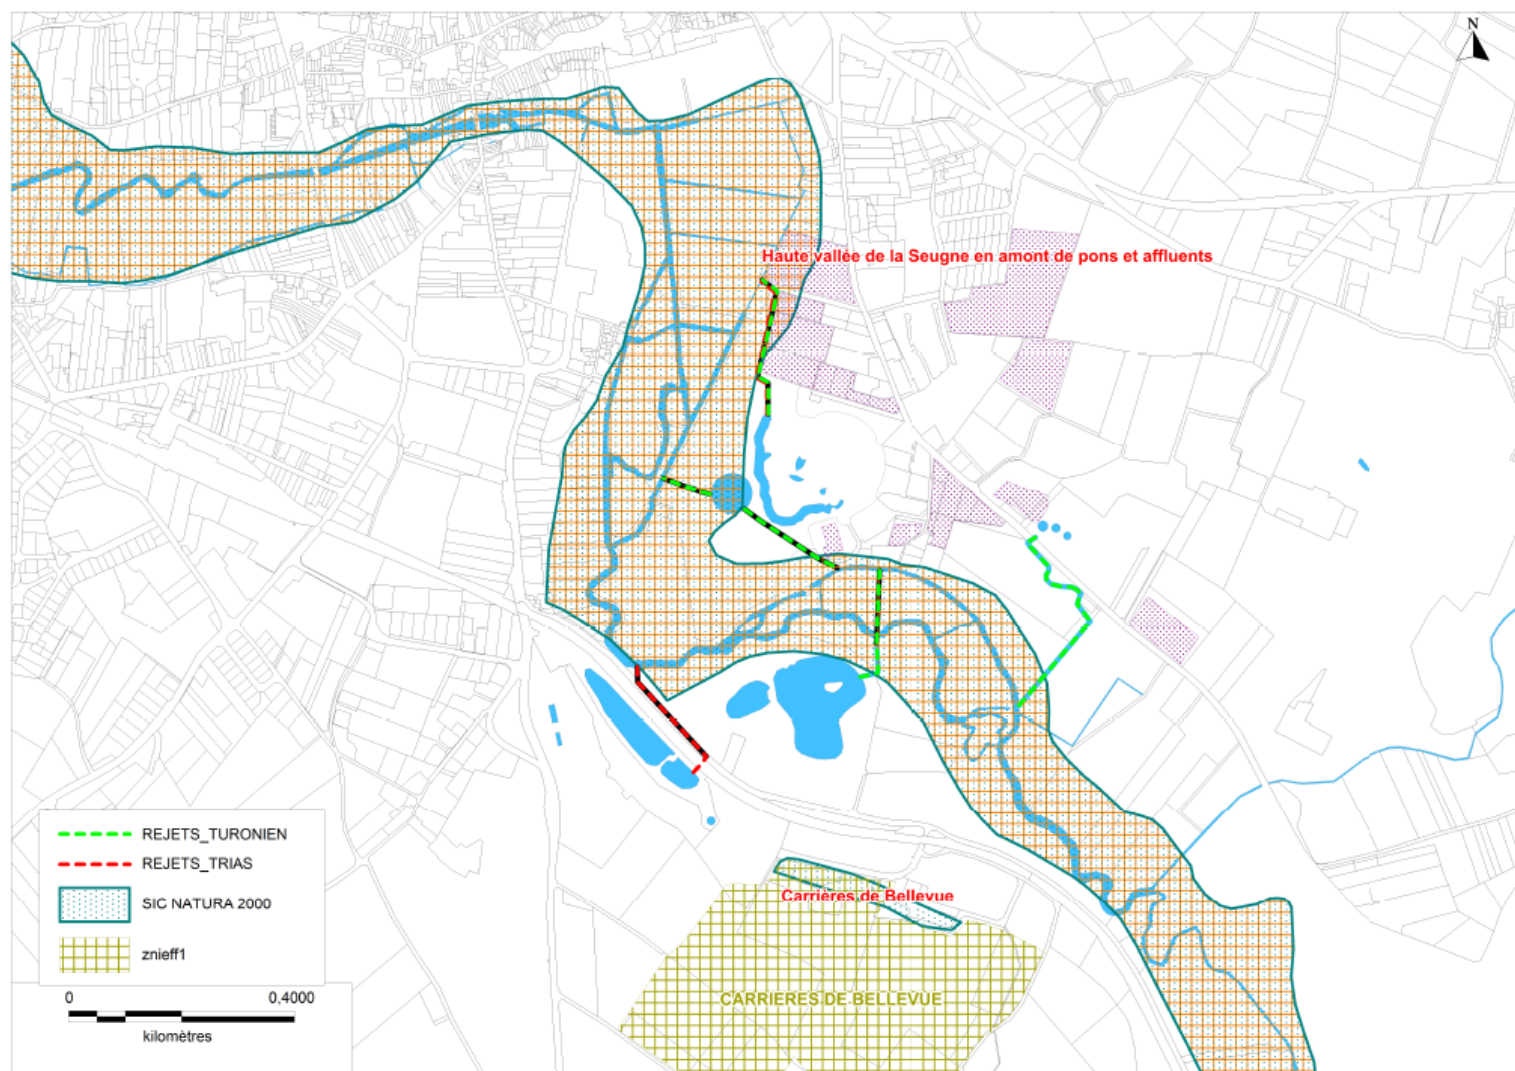 N
Haute vallée de la Seugne en amont de pons et affluents
REJETS_TURONIEN
REJETS_TRIAS
SIC NATURA 2000
znieff1
0 0,4000
kilomètres
Carrières de Bellevue
CARRIERES DE BELLEVUE